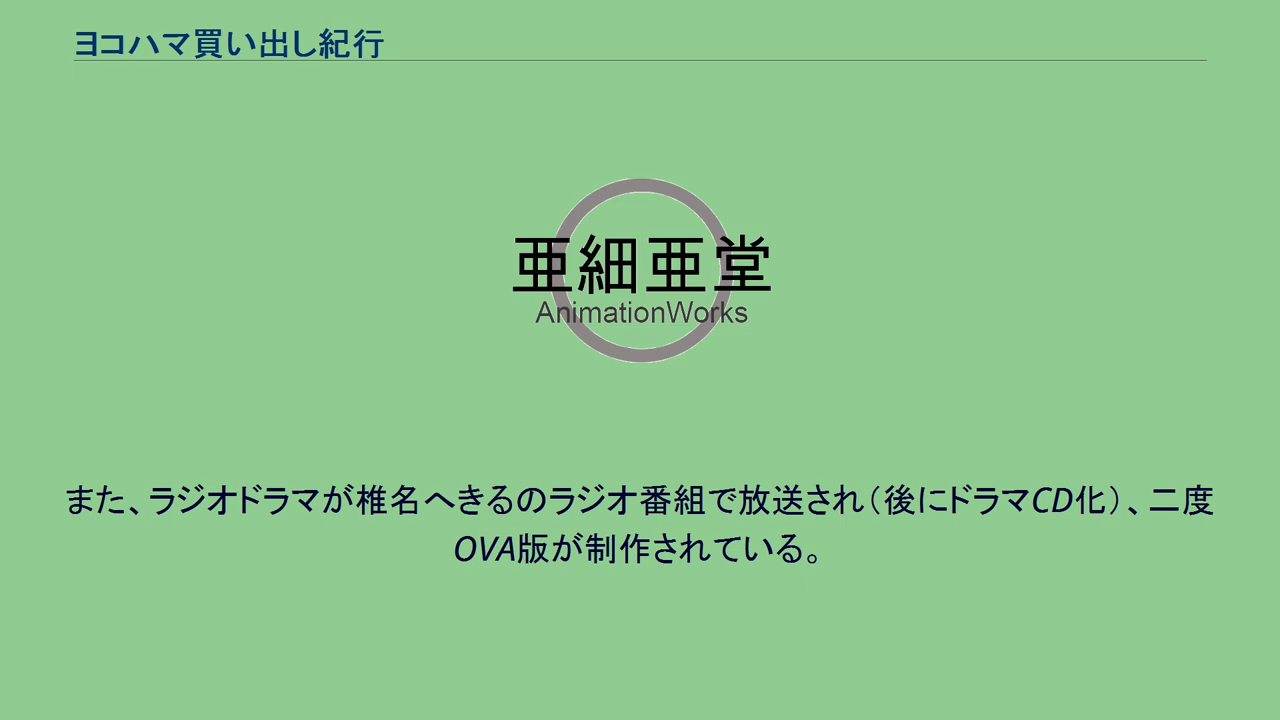 ヨコハマ買い出し紀行
亜細亜堂
AnimationWorks
また、ラジオドラマが椎名へきるのラジオ番組で放送され（後にドラマCD化）、二度
OVA版が制作されている。